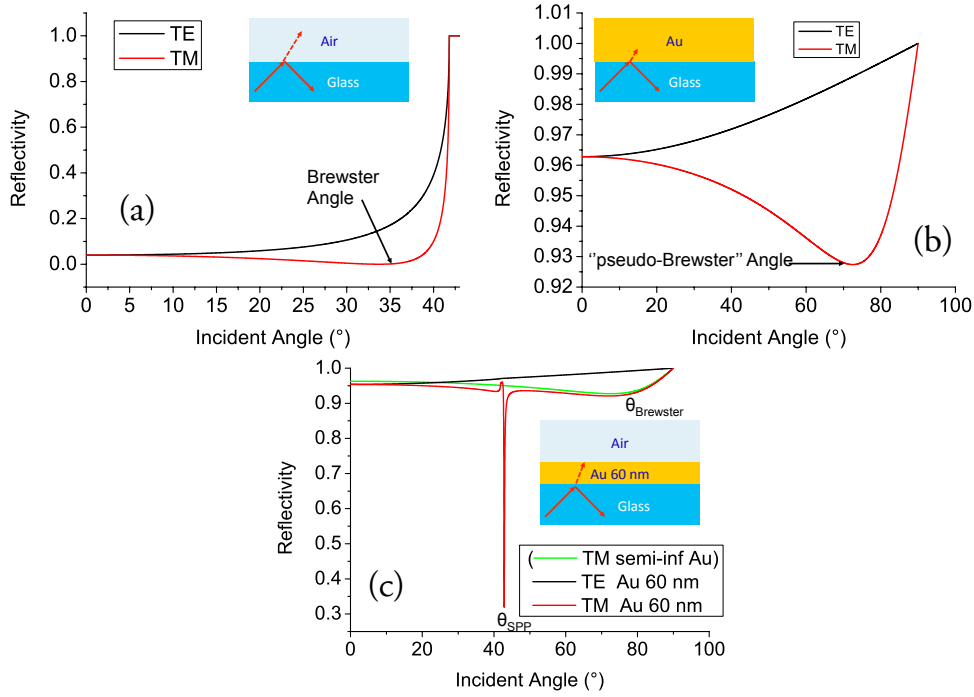 TE
TM
Air
Glass
Brewster
Angle
(a)
Reflectivity
1.0
0.8
0.6
0.4
0.2
0.0
0 5 10 15 20 25 30 35 40
Incident Angle (°)
TE
TM
Au
Glass
"pseudo-Brewster" Angle
(b)
Reflectivity
1.00
0.99
0.98
0.97
0.96
0.95
0.94
0.93
0.92
0 20 40 60 80 100
Incident Angle (°)
θBrewster
Air
Au 60 nm
Glass
(TM semi-inf Au)
TE Au 60 nm
TM Au 60 nm
(c)
θSPP
Reflectivity
1.0
0.9
0.8
0.7
0.6
0.5
0.4
0.3
0 20 40 60 80 100
Incident Angle (°)